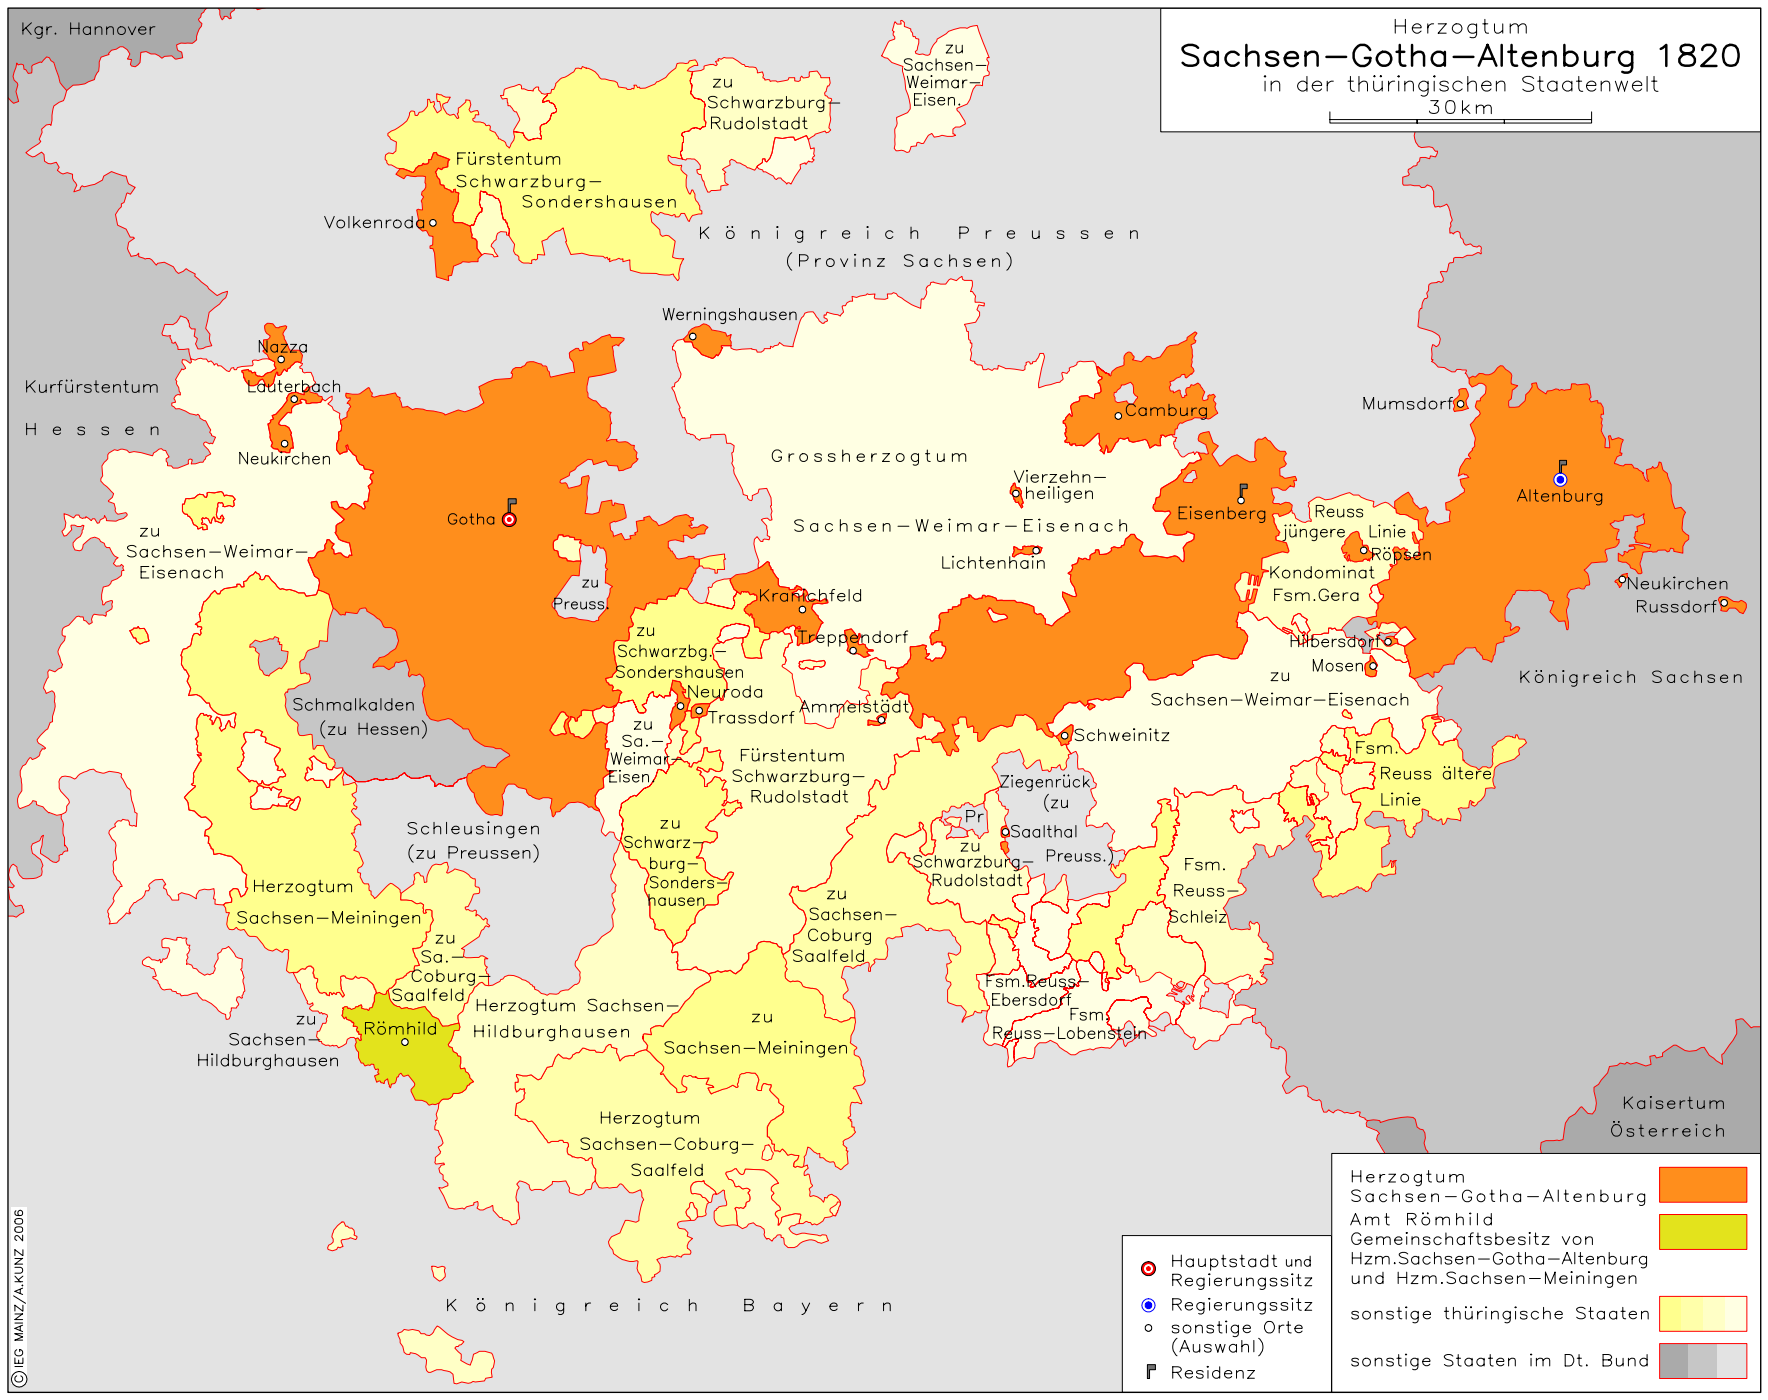 Kgr. Hannover
Herzogtum
Sachsen-Gotha-Altenburg 1820
in der thüringischen Staatenwelt
30km
zu
Sachsen-
Weimar-
Eisen.
zu
Schwarzburg-
Rudolstadt
Fürstentum
Schwarzburg-
Sondershausen
Volkenroda
Königreich Preussen
(Provinz Sachsen)
Werningshausen
Nazza
Kurfürstentum
Hessen
Lauterbach
Neukirchen
Mumsdorf
Camburg
Grossherzogtum
Sachsen-Weimar-Eisenach
Vierzehn-
heiligen
Lichtenhain
Altenburg
Eisenberg
Gotha
Reuss
jüngere Linie
Röpsen
Kondominat
Fsm.Gera
zu
Sachsen-Weimar-
Eisenach
zu
Preuss.
Neukirchen
Russdorf
Kranichfeld
Treppendorf
zu
Schwarzbg.-
Sondershausen
Hilbersdorf
Mosen
Königreich Sachsen
zu
Sachsen-Weimar-Eisenach
Neuroda
Trassdorf
Ammelstädt
Schmalkalden
(zu Hessen)
zu
Sa.-
Weimar-
Eisen.
Schweinitz
Fürstentum
Schwarzburg-
Rudolstadt
Fsm.
Reuss ältere
Linie
Ziegenrück
(zu
Preuss.)
Pr
Saalthal
Schleusingen
(zu Preussen)
zu
Schwarz-
burg-
Sonders-
hausen
zu
Schwarzburg-
Rudolstadt
Fsm.
Reuss-
Schleiz
Herzogtum
Sachsen-Meiningen
zu
Sachsen-
Coburg
Saalfeld
zu
Sa.-
Coburg-
Saalfeld
Fsm.Reuss-
Ebersdorf
Fsm.
Reuss-Lobenstein
Herzogtum Sachsen-
Hildburghausen
zu
Sachsen-
Hildburghausen
Römhild
zu
Sachsen-Meiningen
Herzogtum
Sachsen-Coburg-
Saalfeld
Kaisertum
Österreich
Königreich Bayern
Hauptstadt und
Regierungssitz
Regierungssitz
sonstige Orte
(Auswahl)
Residenz
Herzogtum
Sachsen-Gotha-Altenburg
Amt Römhild
Gemeinschaftsbesitz von
Hzm.Sachsen-Gotha-Altenburg
und Hzm.Sachsen-Meiningen
sonstige thüringische Staaten
sonstige Staaten im Dt. Bund
©IEG MAINZ/A.KUNZ 2006